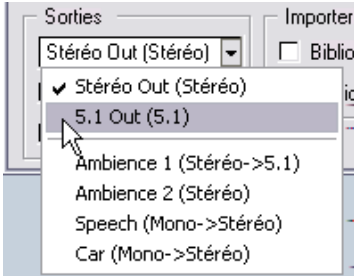 Sorties
Importer
Stéréo Out (Stéréo)
Biblio
Stéréo Out (Stéréo)
5.1 Out (5.1)
Ambience 1 (Stéréo->5.1)
Ambience 2 (Stéréo)
Speech (Mono->Stéréo)
Car (Mono->Stéréo)